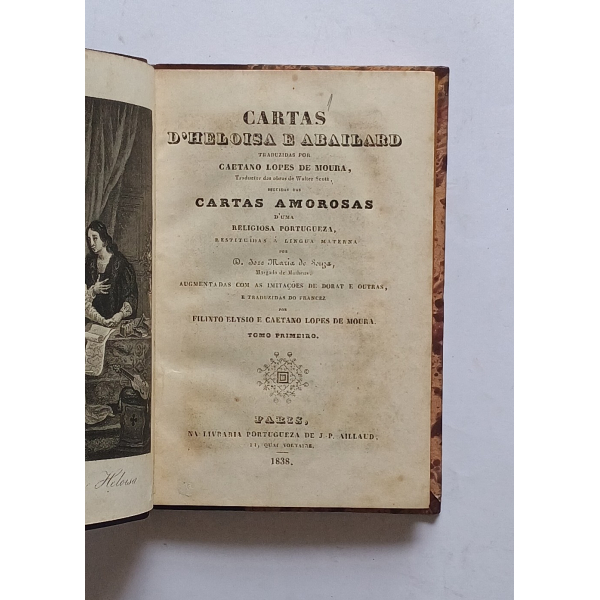 CARTAS
D'HELOISA E ABAILARD
TRADUZIDAS POR
CAETANO LOPES DE MOURA,
Traductor das obras de Walter Scott,
SEGUIDAS DAS
CARTAS AMOROSAS
D'UMA
RELIGIOSA PORTUGUEZA,
RESTITUIDAS Á LINGUA MATERNA
POR
D. Joze Maria de Souza,
Morgado de Matheus;
AUGMENTADAS COM AS IMITAÇOES DE DORAT E OUTRAS,
E TRADUZIDAS DO FRANCEZ
POR
FILINTO ELYSIO E CAETANO LOPES DE MOURA.
TOMO PRIMEIRO.
PARIS,
NA LIVRARIA PORTUGUEZA DE J.-P. AILLAUD,
11, QUAI VOLTAIRE.
1838.
Heloisa